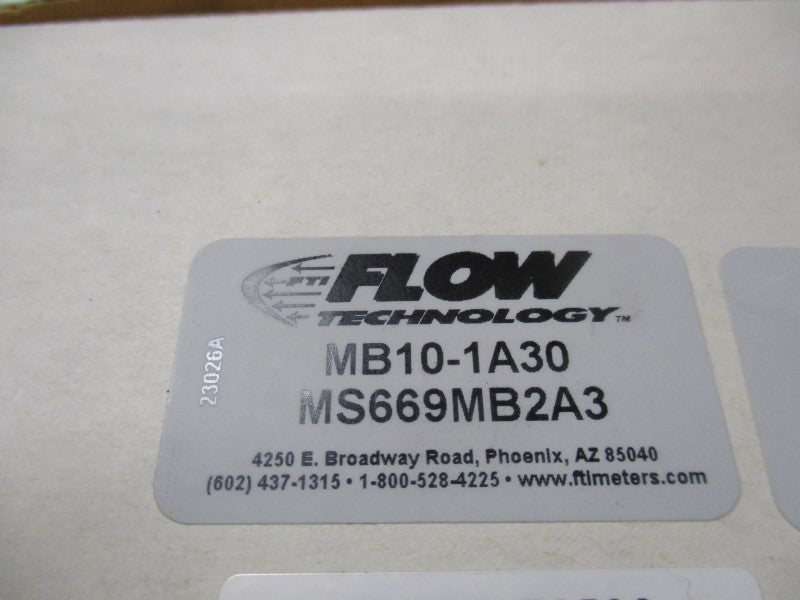 FTI FLOW
TECHNOLOGY™
MB10-1A30
MS669MB2A3
23026A
4250 E. Broadway Road, Phoenix, AZ 85040
(602) 437-1315 • 1-800-528-4225 • www.ftimeters.com